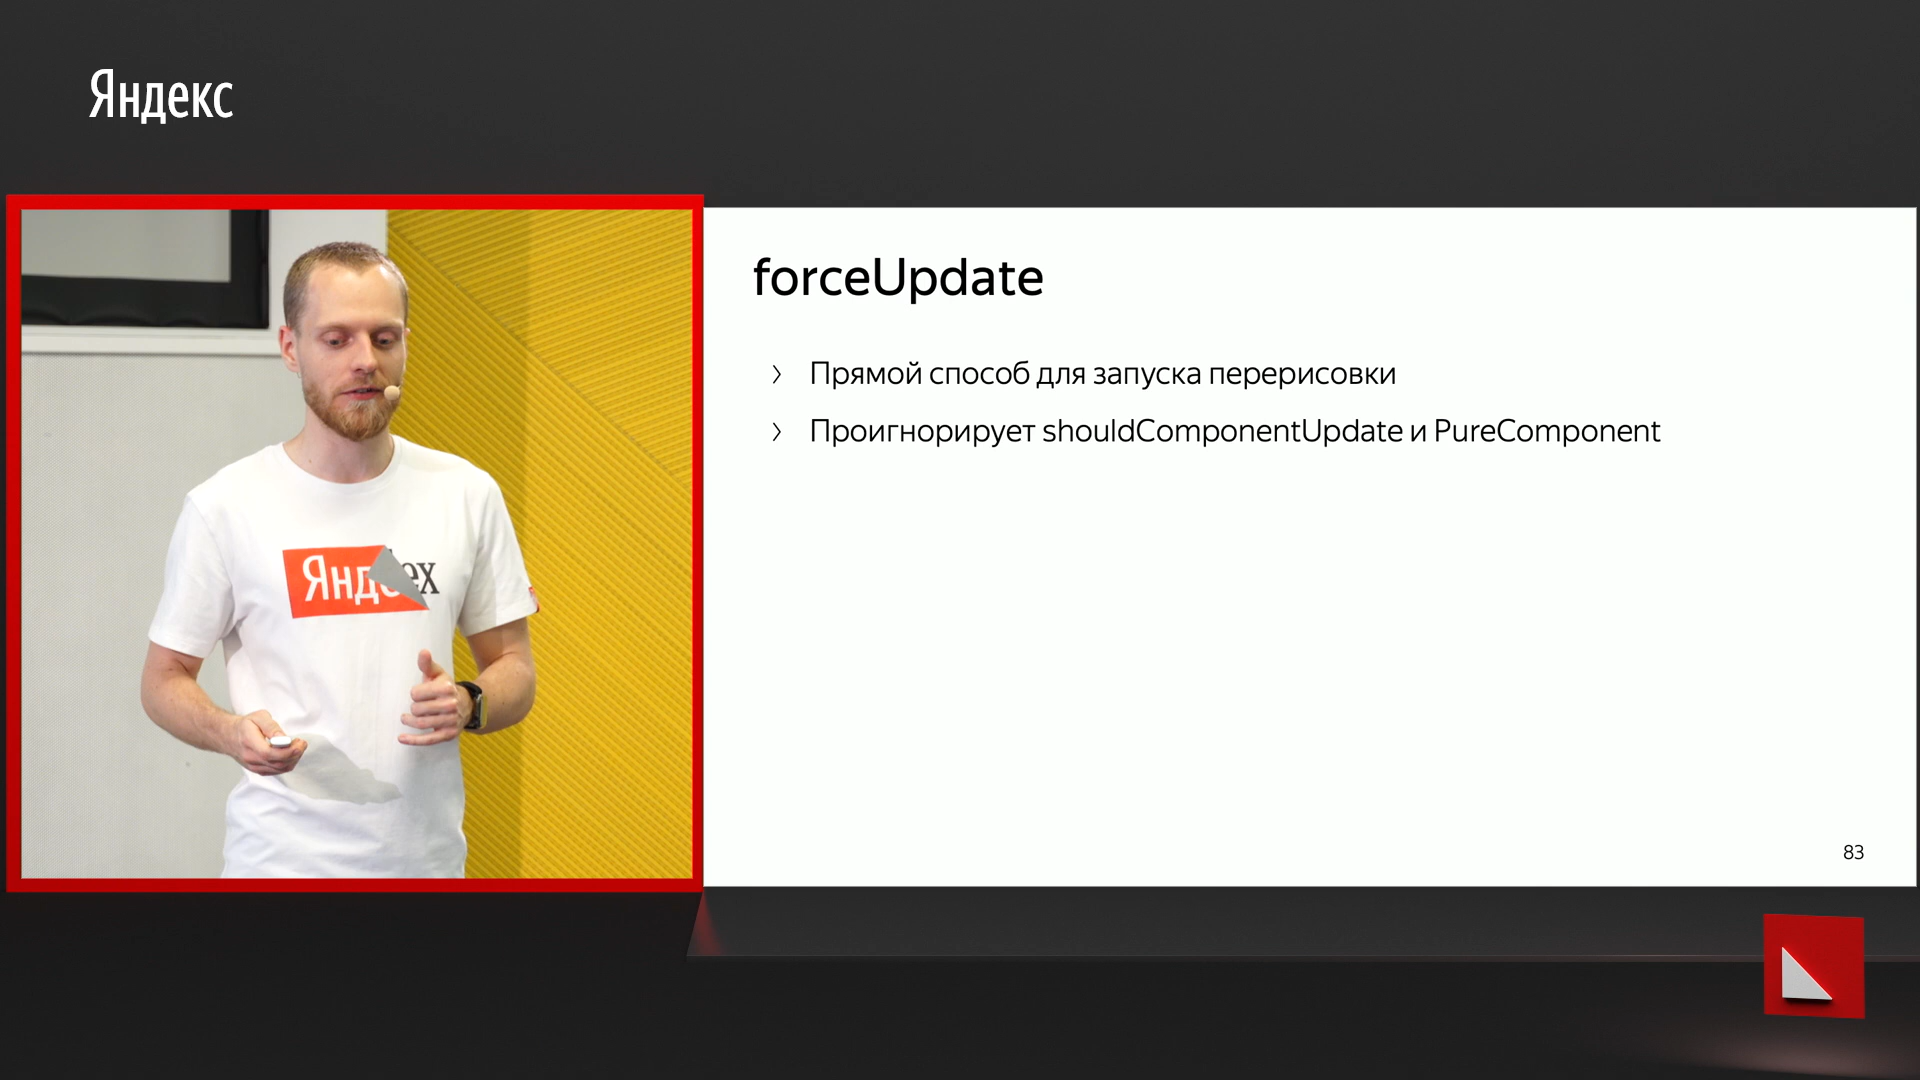 Яндекс
forceUpdate
Прямой способ для запуска перерисовки
Проигнорирует shouldComponentUpdate и PureComponent
83